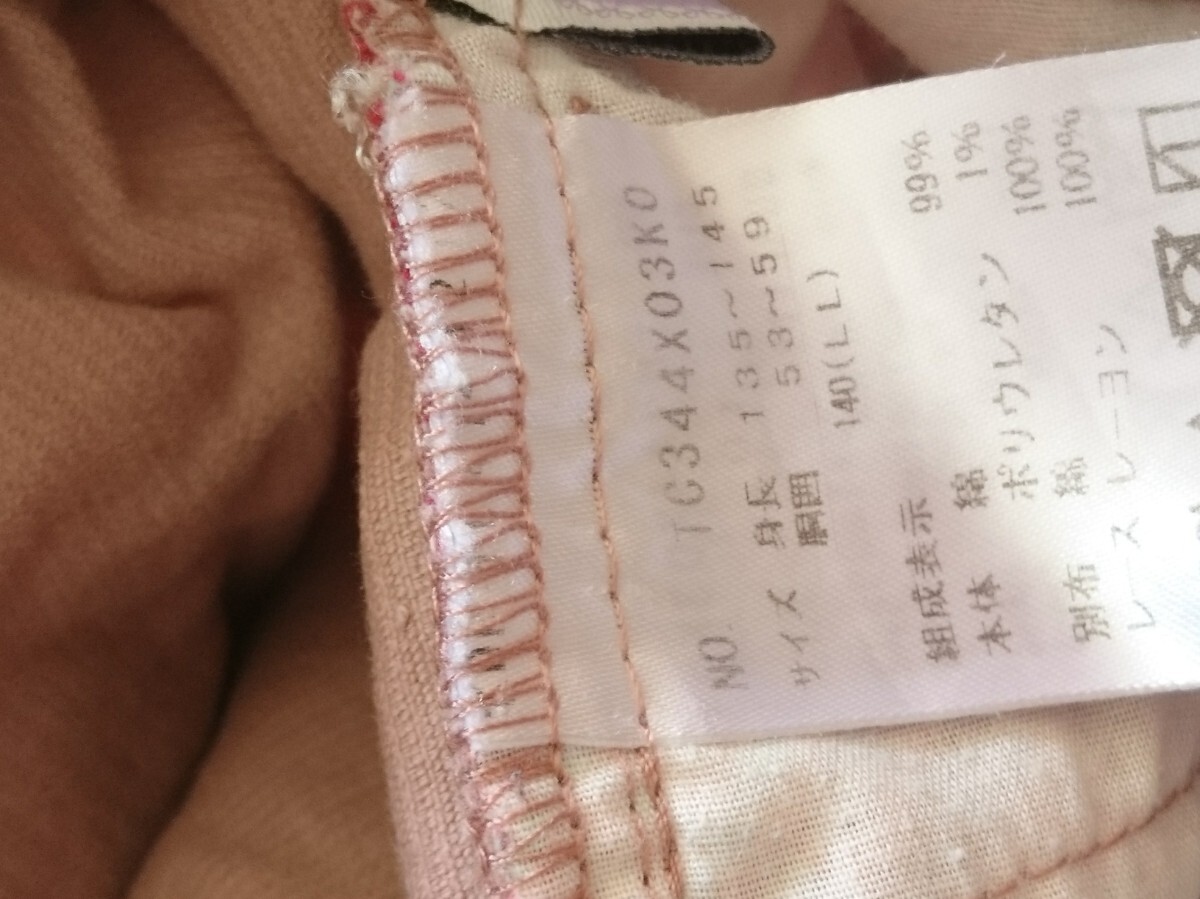 NO. TC344X03K0
サイズ 身長 135~145
胴囲 53~59
140(LL)
組成表示
本体 綿 99%
ポリウレタン 1%
別布 綿 100%
レース レーヨン 100%